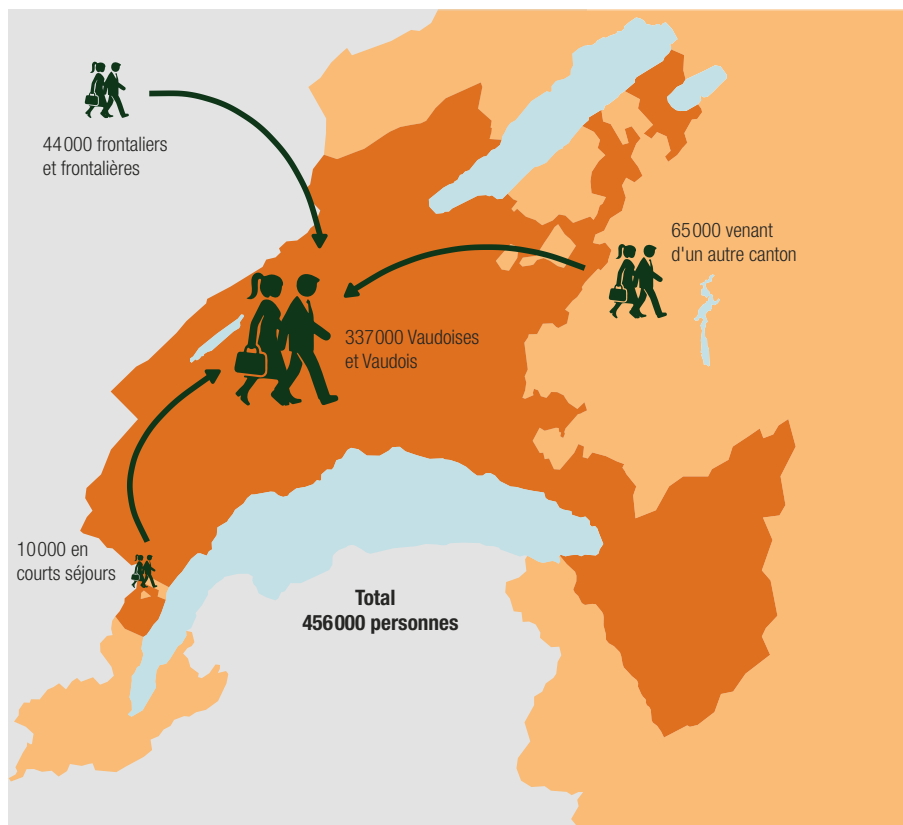 44000 frontaliers
et frontalières
65000 venant
d'un autre canton
337000 Vaudoises
et Vaudois
10000 en
courts séjours
Total
456000 personnes